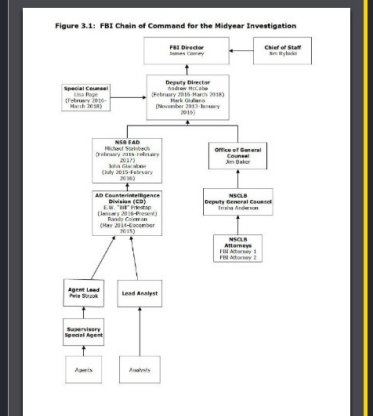 Figure 3.1: FBI Chain of Command for the Midyear Investigation
FBI Director
James Comey
Chief of Staff
Jim Rybicki
Deputy Director
Andrew McCabe
(February 2016-March 2018)
Mark Giuliano
(November 2013-January
2016)
Special Counsel
Lisa Page
(February 2016-
March 2018)
NSB EAD
Michael Steinbach
(February 2016-February
2017)
John Giacalone
(July 2015-February
2016)
Office of General
Counsel
Jim Baker
AD Counterintelligence
Division (CD)
E.W. "Bill" Priestap
(January 2016-Present)
Randy Coleman
(May 2014-December
2015)
NSCLB
Deputy General Counsel
Trisha Anderson
NSCLB
Attorneys
FBI Attorney 1
FBI Attorney 2
Agent Lead
Pete Strzok
Lead Analyst
Supervisory
Special Agent
Agents
Analysts